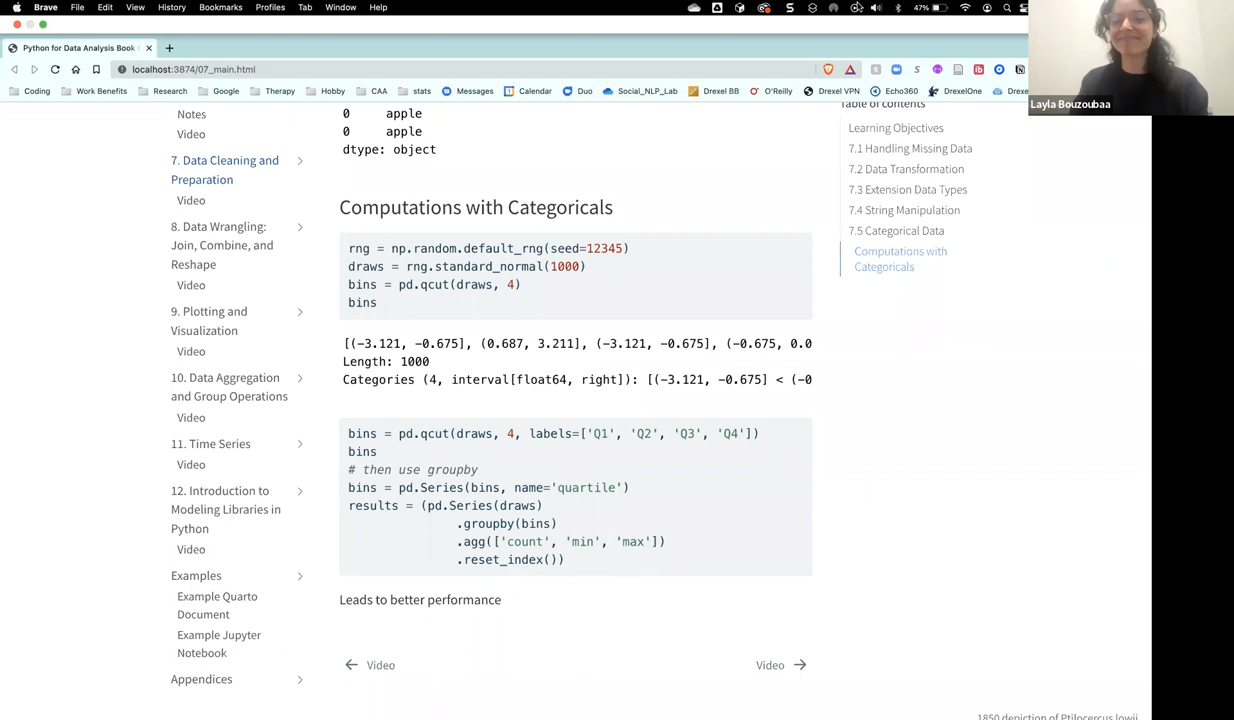 Brave File Edit View History Bookmarks Profiles Tab Window Help 47%
Python for Data Analysis Book
localhost:3874/07_main.html
Coding Work Benefits Research Google Therapy Hobby CAA stats Messages Calendar Duo Social_NLP_Lab Drexel BB O'Reilly Drexel VPN Echo360 DrexelOne Drexe
Layla Bouzoubaa
Notes
Video
7. Data Cleaning and
Preparation
Video
8. Data Wrangling:
Join, Combine, and
Reshape
Video
9. Plotting and
Visualization
Video
10. Data Aggregation
and Group Operations
Video
11. Time Series
Video
12. Introduction to
Modeling Libraries in
Python
Video
Examples
Example Quarto
Document
Example Jupyter
Notebook
Appendices
0 apple
0 apple
dtype: object
Computations with Categoricals
rng = np.random.default_rng(seed=12345)
draws = rng.standard_normal(1000)
bins = pd.qcut(draws, 4)
bins
[(-3.121, -0.675], (0.687, 3.211], (-3.121, -0.675], (-0.675, 0.0
Length: 1000
Categories (4, interval[float64, right]): [(-3.121, -0.675] < (-0
bins = pd.qcut(draws, 4, labels=['Q1', 'Q2', 'Q3', 'Q4'])
bins
# then use groupby
bins = pd.Series(bins, name='quartile')
results = (pd.Series(draws)
.groupby(bins)
.agg(['count', 'min', 'max'])
.reset_index())
Leads to better performance
Video
Video
Table of contents
Learning Objectives
7.1 Handling Missing Data
7.2 Data Transformation
7.3 Extension Data Types
7.4 String Manipulation
7.5 Categorical Data
Computations with
Categoricals
1850 depiction of Ptilocercus lowii